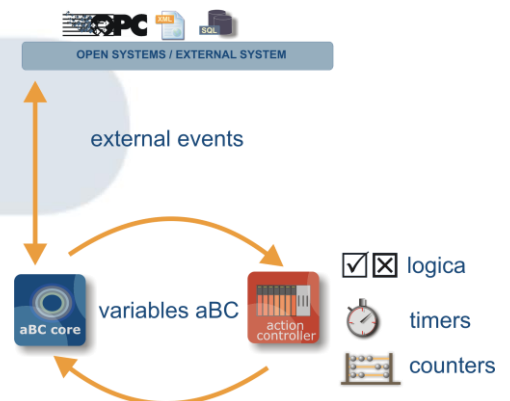 OPC XML SQL
OPEN SYSTEMS / EXTERNAL SYSTEM
external events
logica
aBC core
variables aBC
action
controller
timers
counters